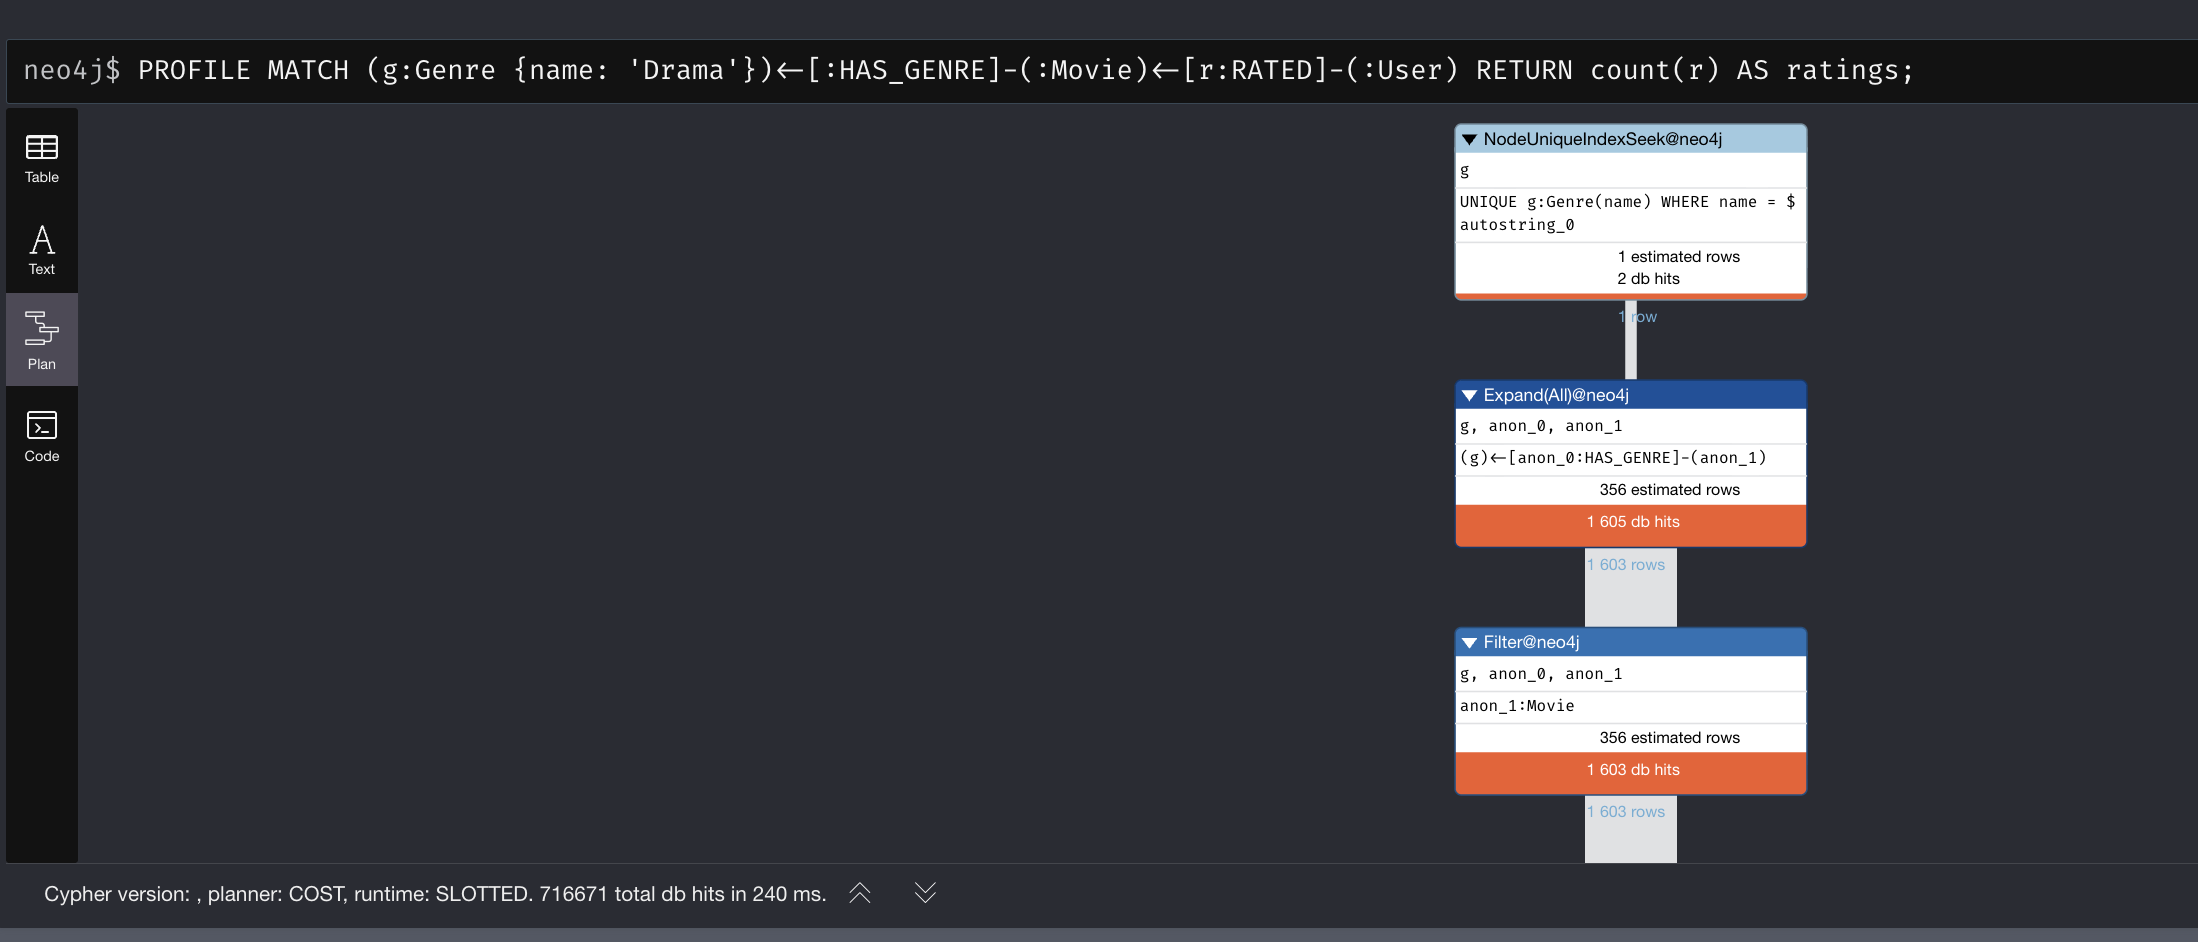 neo4j$ PROFILE MATCH (g:Genre {name: 'Drama'})<-[:HAS_GENRE]-(:Movie)<-[r:RATED]-(:User) RETURN count(r) AS ratings;
Table
Text
Plan
Code
NodeUniqueIndexSeek@neo4j
g
UNIQUE g:Genre(name) WHERE name = $
autostring_0
1 estimated rows
2 db hits
1 row
Expand(All)@neo4j
g, anon_0, anon_1
(g)<-[anon_0:HAS_GENRE]-(anon_1)
356 estimated rows
1 605 db hits
1 603 rows
Filter@neo4j
g, anon_0, anon_1
anon_1:Movie
356 estimated rows
1 603 db hits
1 603 rows
Cypher version: , planner: COST, runtime: SLOTTED. 716671 total db hits in 240 ms.